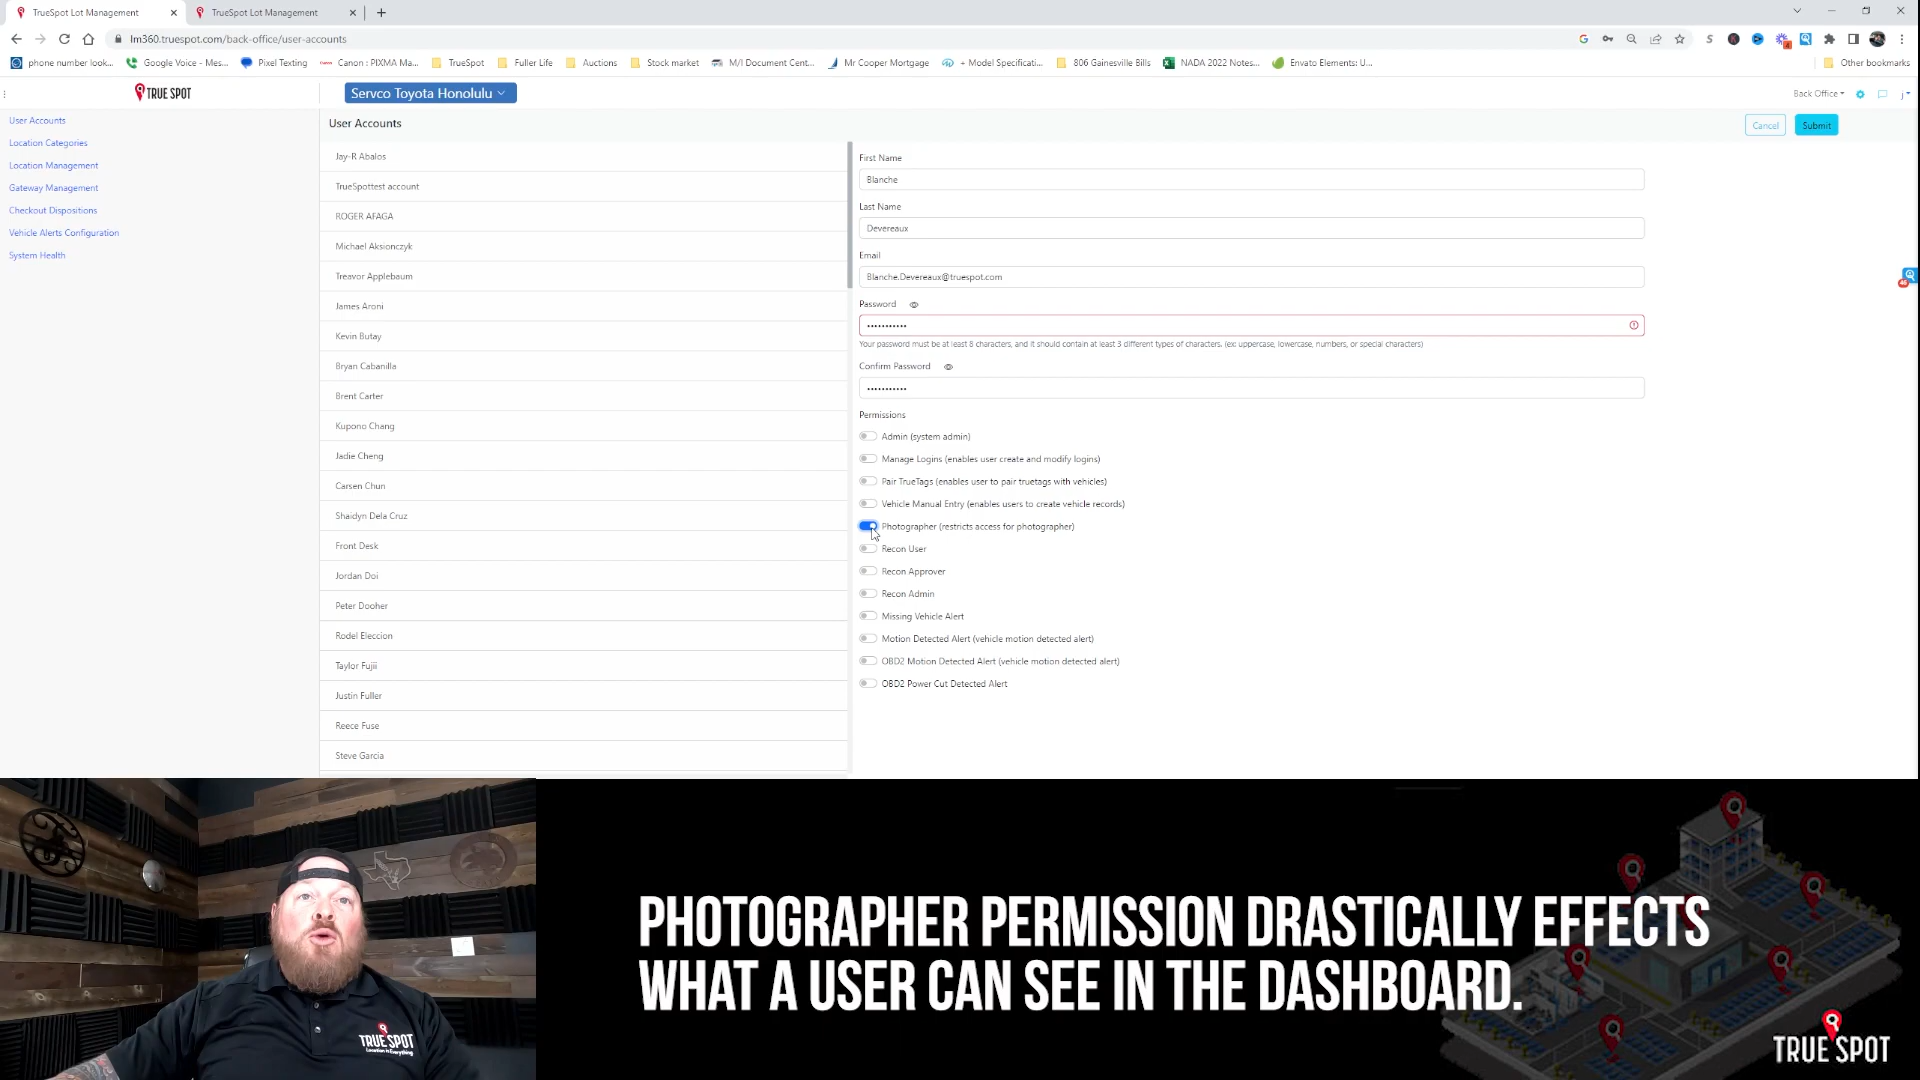 TrueSpot Lot Management
TrueSpot Lot Management
lm360.truespot.com/back-office/user-accounts
phone number look...
Google Voice - Mes...
Pixel Texting
Canon : PIXMA Ma...
TrueSpot
Fuller Life
Auctions
Stock market
M/I Document Cent...
Mr Cooper Mortgage
+ Model Specificati...
806 Gainesville Bills
NADA 2022 Notes...
Envato Elements: U...
Other bookmarks
TRUE SPOT
Servco Toyota Honolulu
Back Office
User Accounts
Location Categories
Location Management
Gateway Management
Checkout Dispositions
Vehicle Alerts Configuration
System Health
User Accounts
Cancel
Submit
Jay-R Abalos
TrueSpottest account
ROGER AFAGA
Michael Aksionczyk
Treavor Applebaum
James Aroni
Kevin Butay
Bryan Cabanilla
Brent Carter
Kupono Chang
Jadie Cheng
Carsen Chun
Shaidyn Dela Cruz
Front Desk
Jordan Doi
Peter Dooher
Rodel Eleccion
Taylor Fujii
Justin Fuller
Reece Fuse
Steve Garcia
First Name
Blanche
Last Name
Devereaux
Email
Blanche.Devereaux@truespot.com
Password
Your password must be at least 8 characters, and it should contain at least 3 different types of characters. (ex: uppercase, lowercase, numbers, or special characters)
Confirm Password
Permissions
Admin (system admin)
Manage Logins (enables user create and modify logins)
Pair TrueTags (enables user to pair truetags with vehicles)
Vehicle Manual Entry (enables users to create vehicle records)
Photographer (restricts access for photographer)
Recon User
Recon Approver
Recon Admin
Missing Vehicle Alert
Motion Detected Alert (vehicle motion detected alert)
OBD2 Motion Detected Alert (vehicle motion detected alert)
OBD2 Power Cut Detected Alert
PHOTOGRAPHER PERMISSION DRASTICALLY EFFECTS
WHAT A USER CAN SEE IN THE DASHBOARD.
TRUE SPOT
Location is Everything
TRUE SPOT